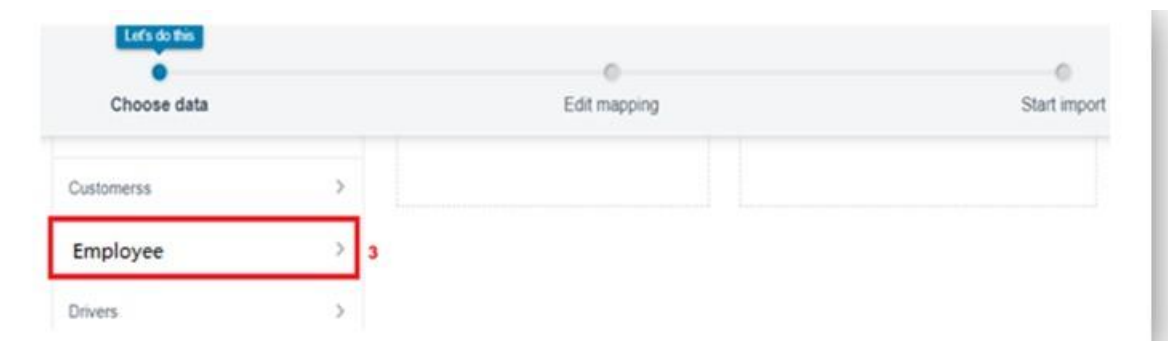 Let's do this
Choose data
Edit mapping
Start import
Customerss
Employee
3
Drivers